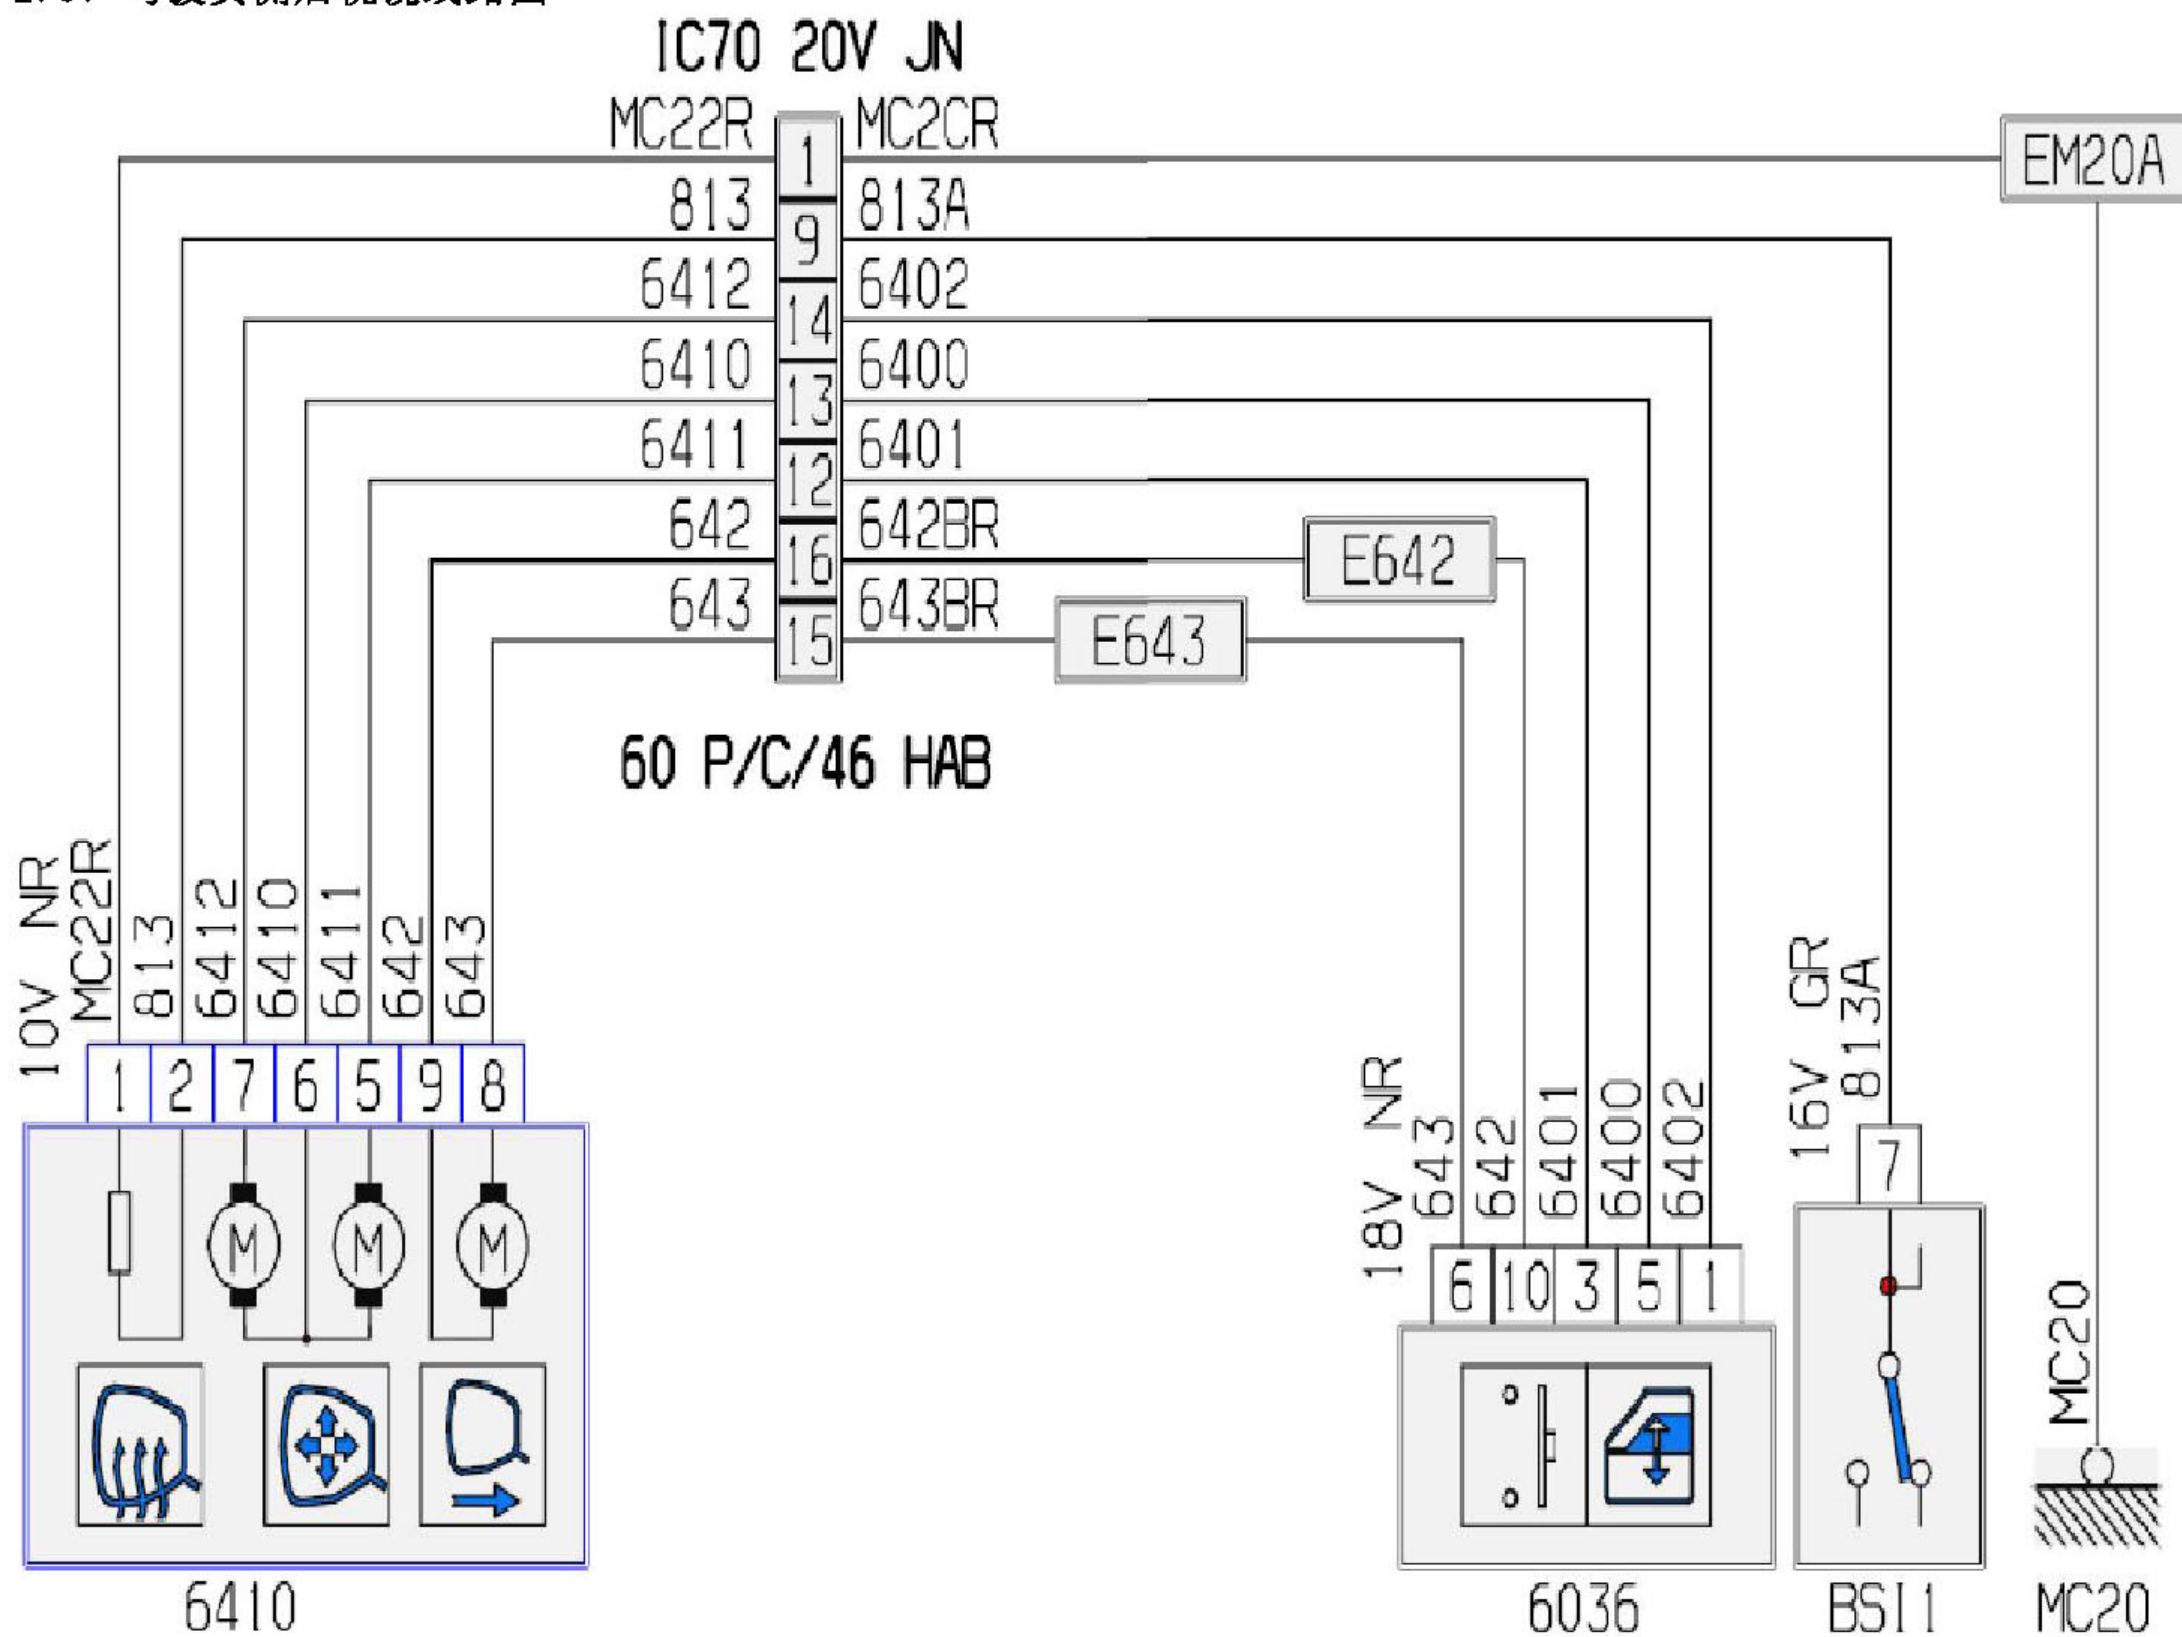 IC70 20V JN
MC22R 1 MC2CR
EM20A
813 9 813A
6412 14 6402
6410 13 6400
6411 12 6401
642 16 642BR
E642
643 15 643BR
E643
60 P/C/46 HAB
10V NR
MC22R
813
6412
6410
6411
642
643
1 2 7 6 5 9 8
M M M
6410
18V NR
643
642
6401
6400
6402
6 10 3 5 1
6036
16V GR
813A
7
BSI1
MC20
MC20